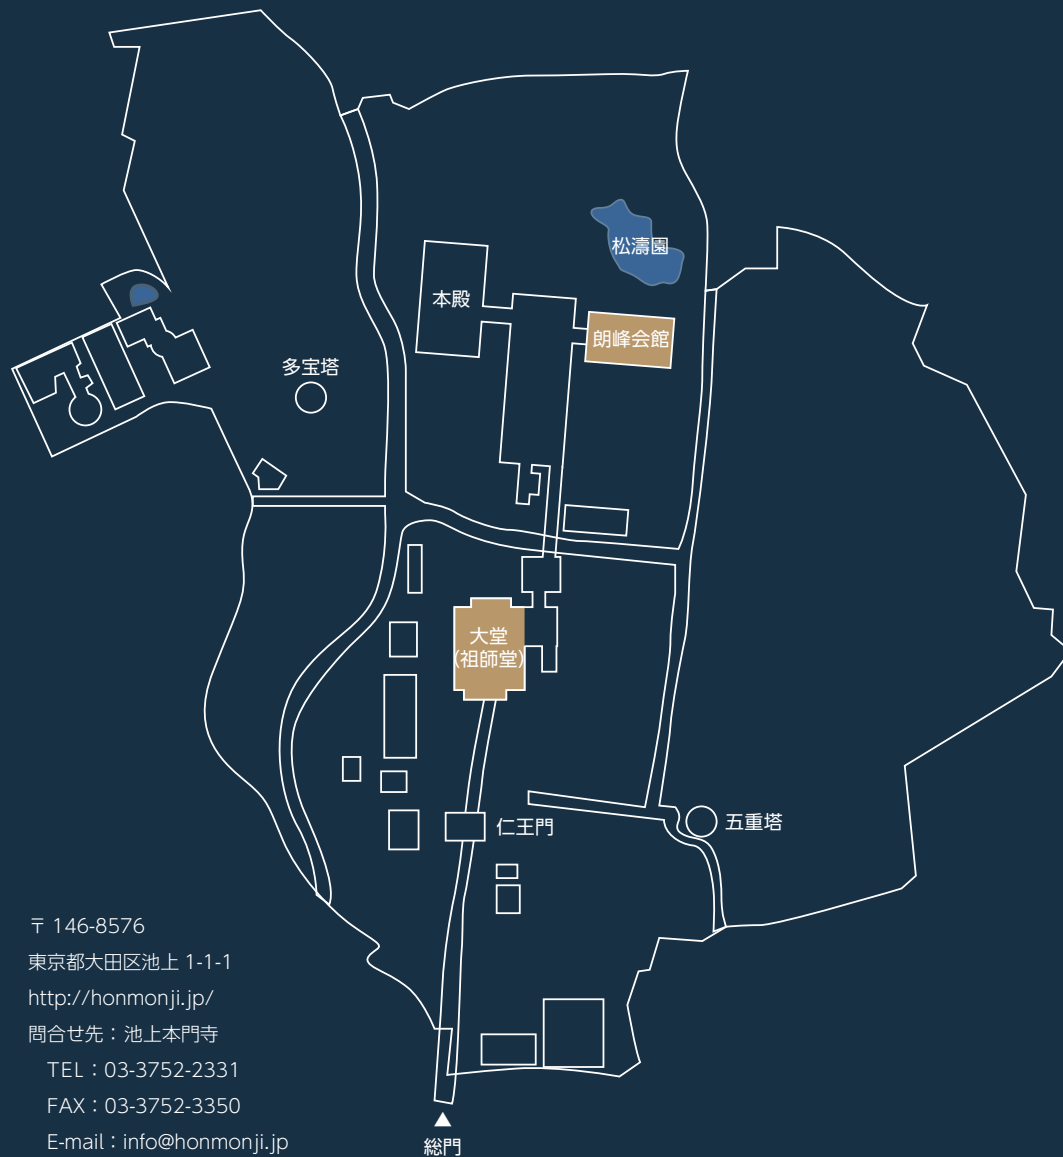 松濤園
本殿
朗峰会館
多宝塔
大堂
(祖師堂)
仁王門
五重塔
〒 146-8576
東京都大田区池上 1-1-1
http://honmonji.jp/
問合せ先：池上本門寺
TEL：03-3752-2331
FAX：03-3752-3350
E-mail：info@honmonji.jp
▲
総門